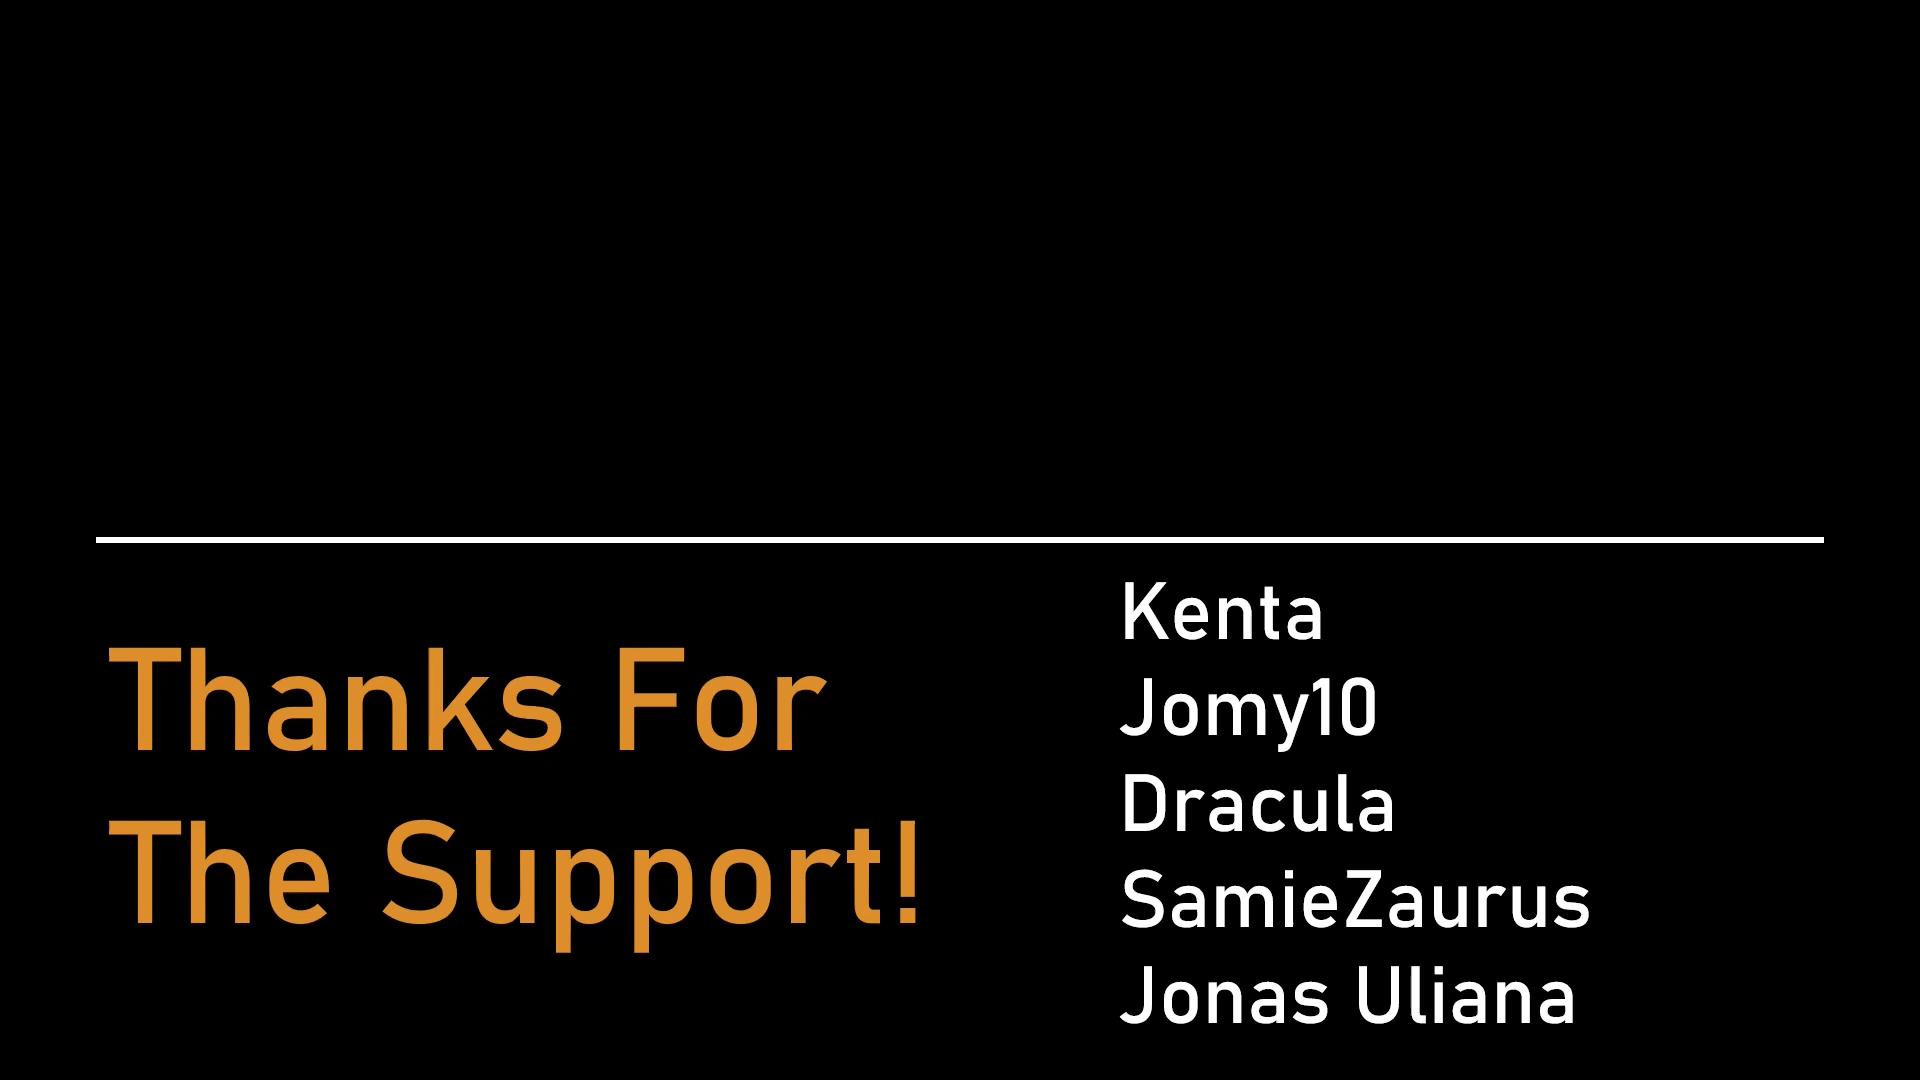 Thanks For
The Support!
Kenta
Jomy10
Dracula
SamieZaurus
Jonas Uliana